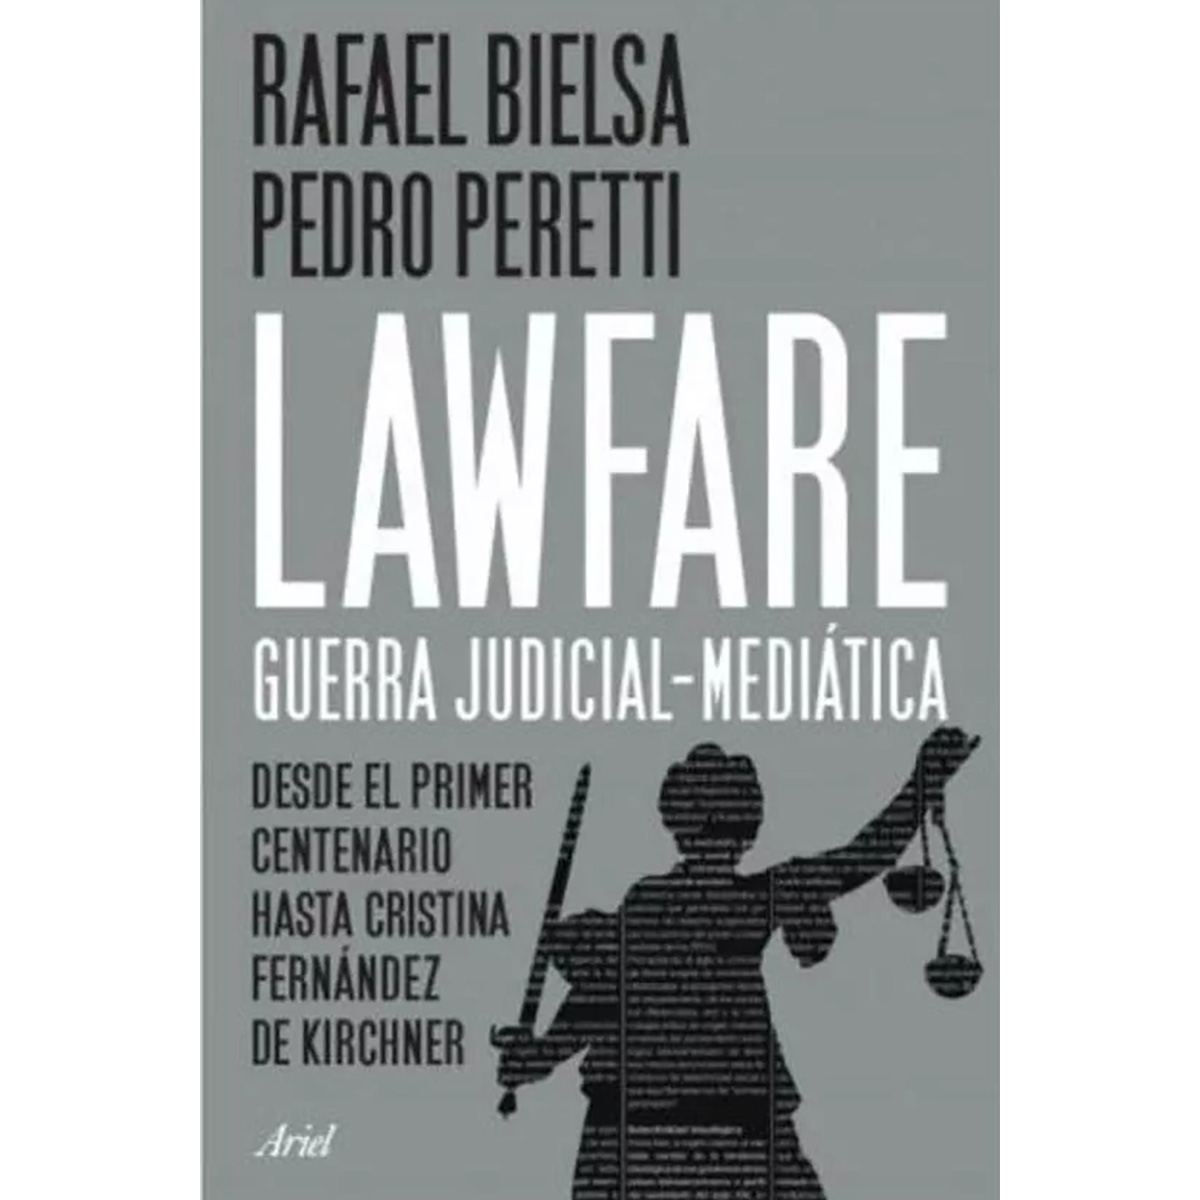 RAFAEL BIELSA
PEDRO PERETTI
LAWFARE
GUERRA JUDICIAL-MEDIÁTICA
DESDE EL PRIMER
CENTENARIO
HASTA CRISTINA
FERNÁNDEZ
DE KIRCHNER
Ariel